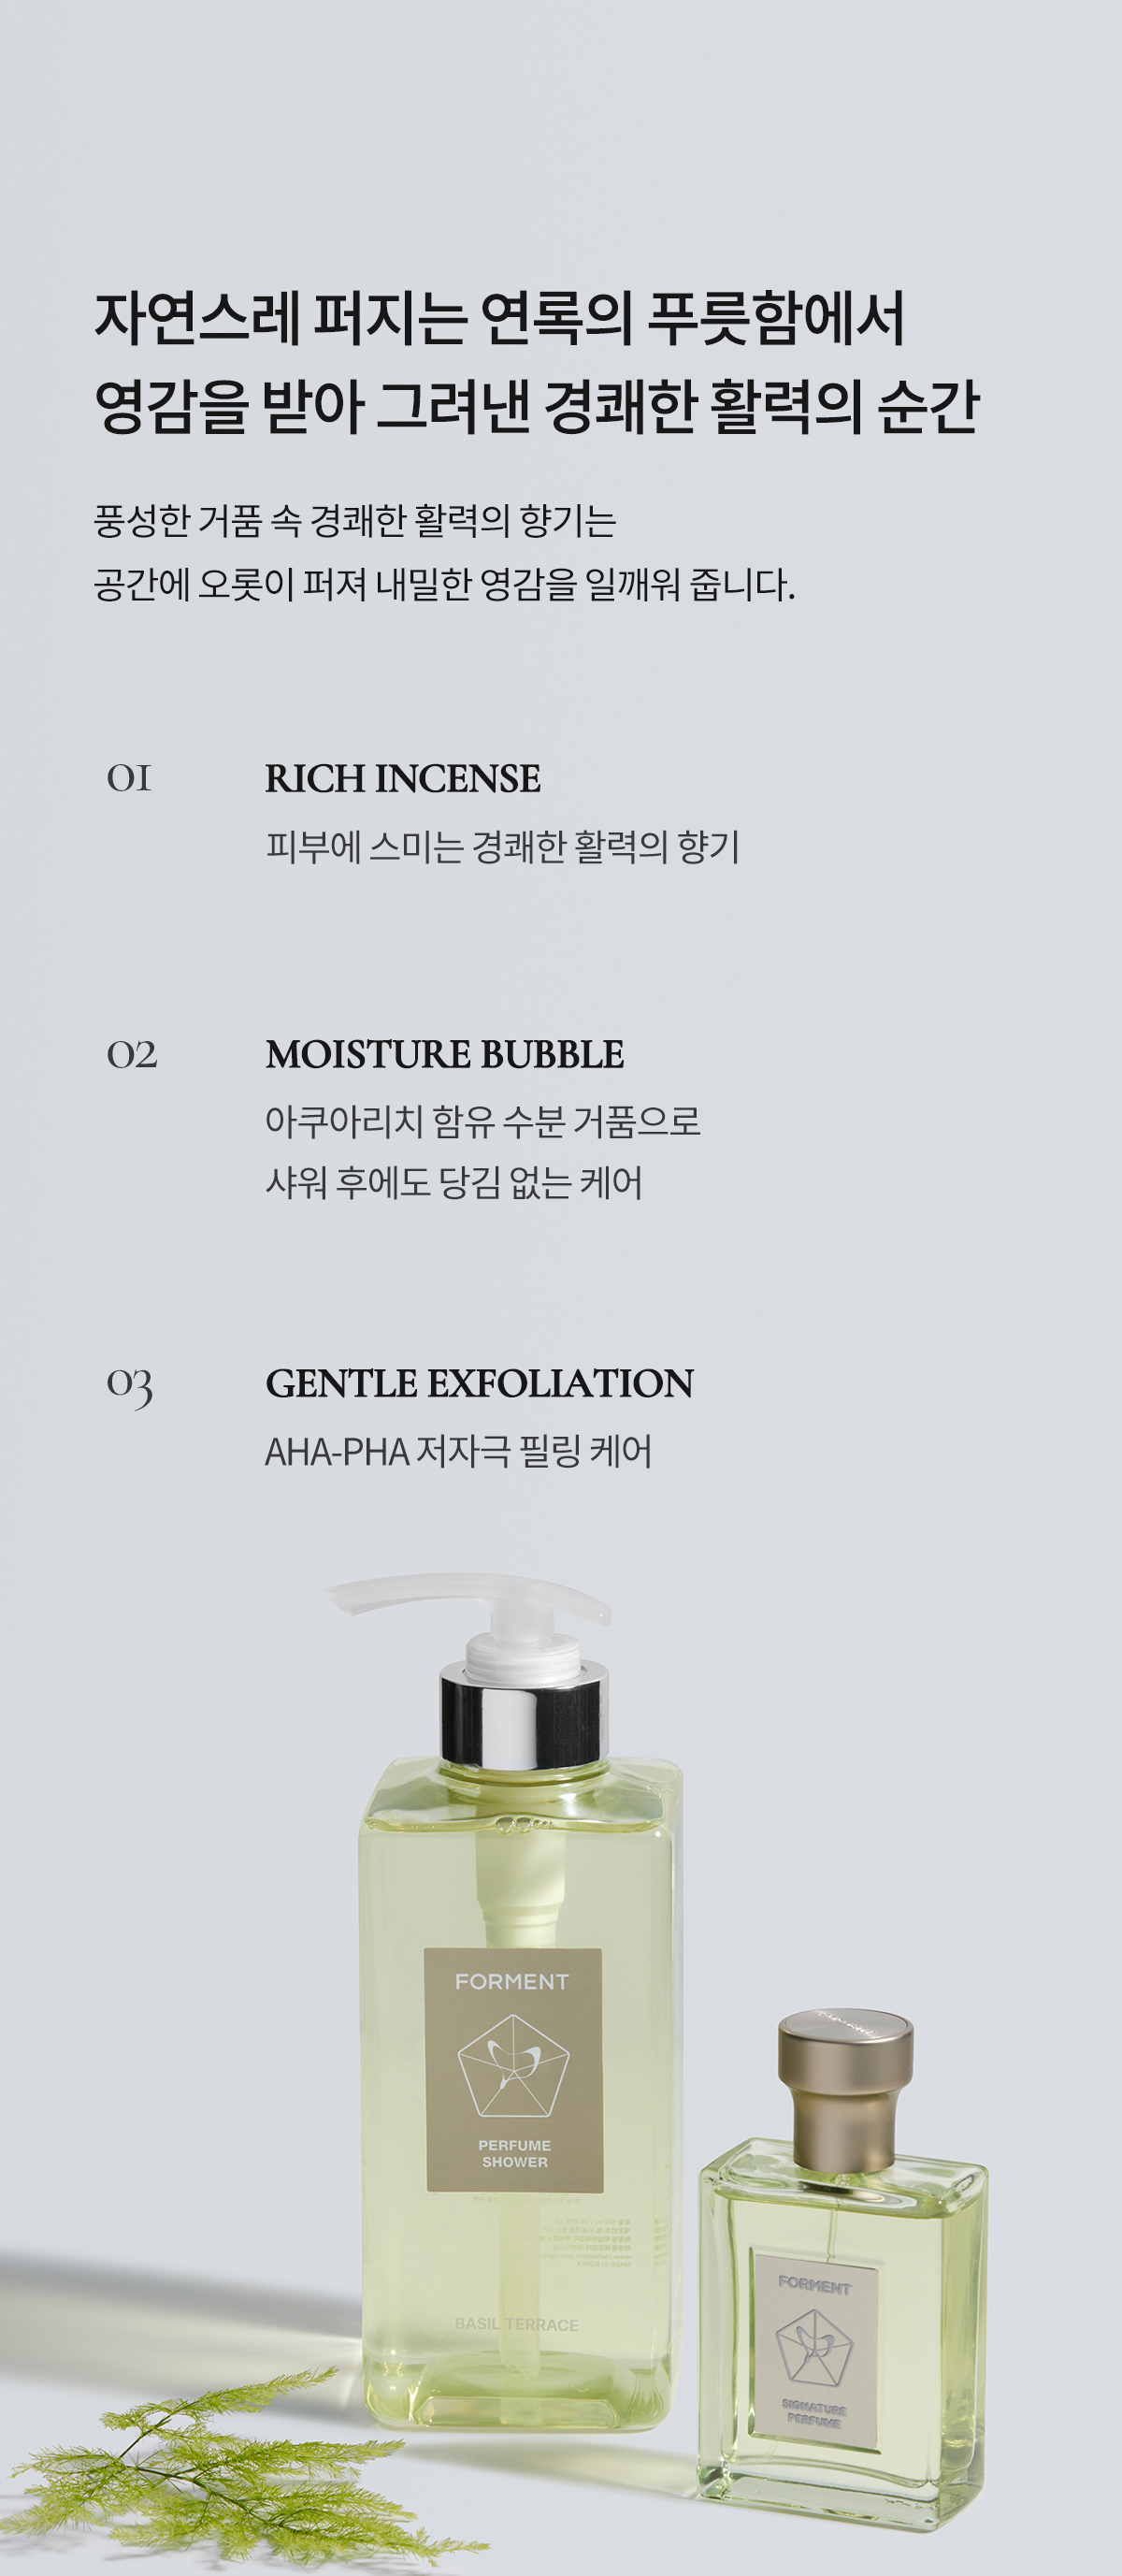 자연스레 퍼지는 연록의 푸릇함에서
영감을 받아 그려낸 경쾌한 활력의 순간
풍성한 거품 속 경쾌한 활력의 향기는
공간에 오롯이 퍼져 내밀한 영감을 일깨워 줍니다.
01
RICH INCENSE
피부에 스미는 경쾌한 활력의 향기
02
MOISTURE BUBBLE
아쿠아리치 함유 수분 거품으로
샤워 후에도 당김 없는 케어
03
GENTLE EXFOLIATION
AHA-PHA 저자극 필링 케어
FORMENT
PERFUME
SHOWER
BASIL TERRACE
FORMENT
SIGNATURE
PERFUME